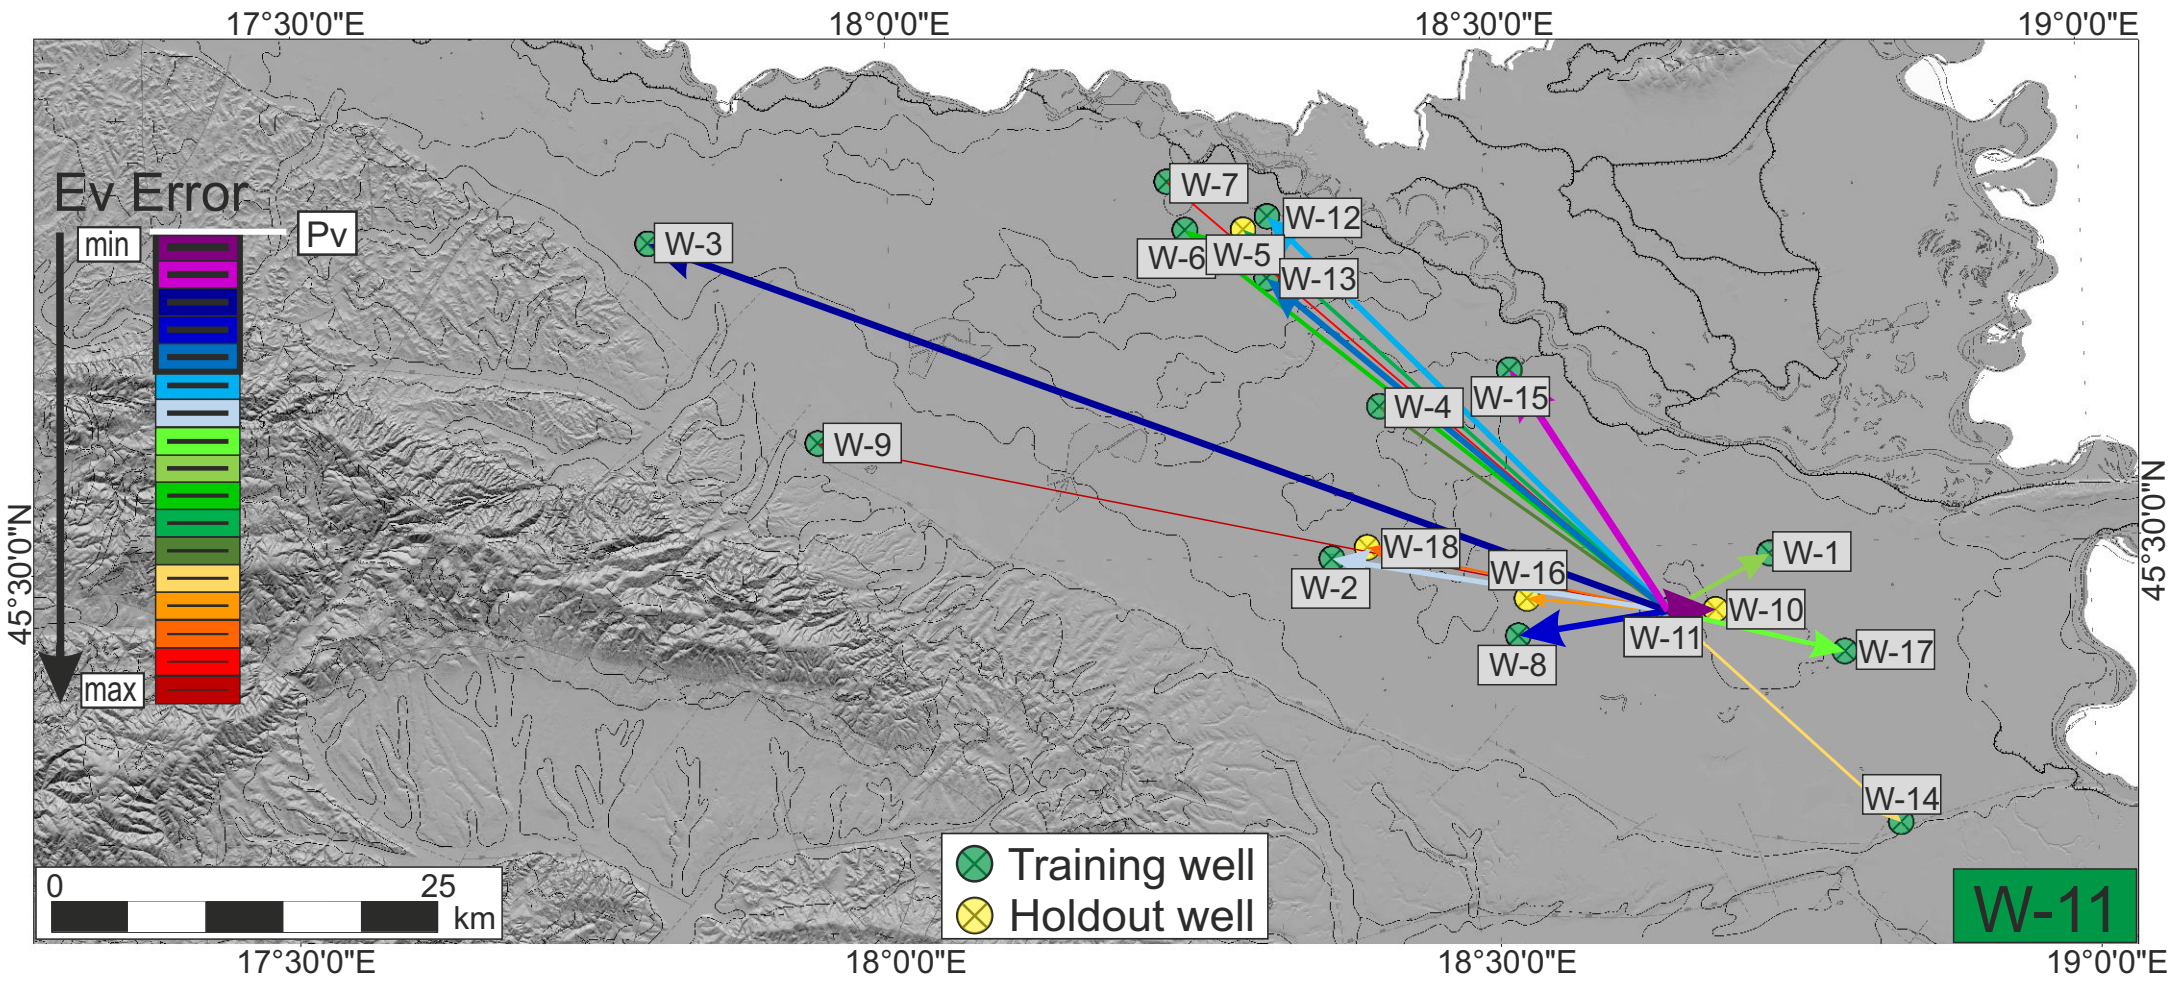 17°30'0"E
18°0'0"E
18°30'0"E
19°0'0"E
Ev Error
min
Pv
max
W-7
W-12
W-3
W-6
W-5
W-13
W-15
W-4
W-9
W-18
W-1
W-2
W-16
W-10
W-11
W-17
W-8
W-14
45°30'0"N
45°30'0"N
0
25
km
Training well
Holdout well
W-11
17°30'0"E
18°0'0"E
18°30'0"E
19°0'0"E